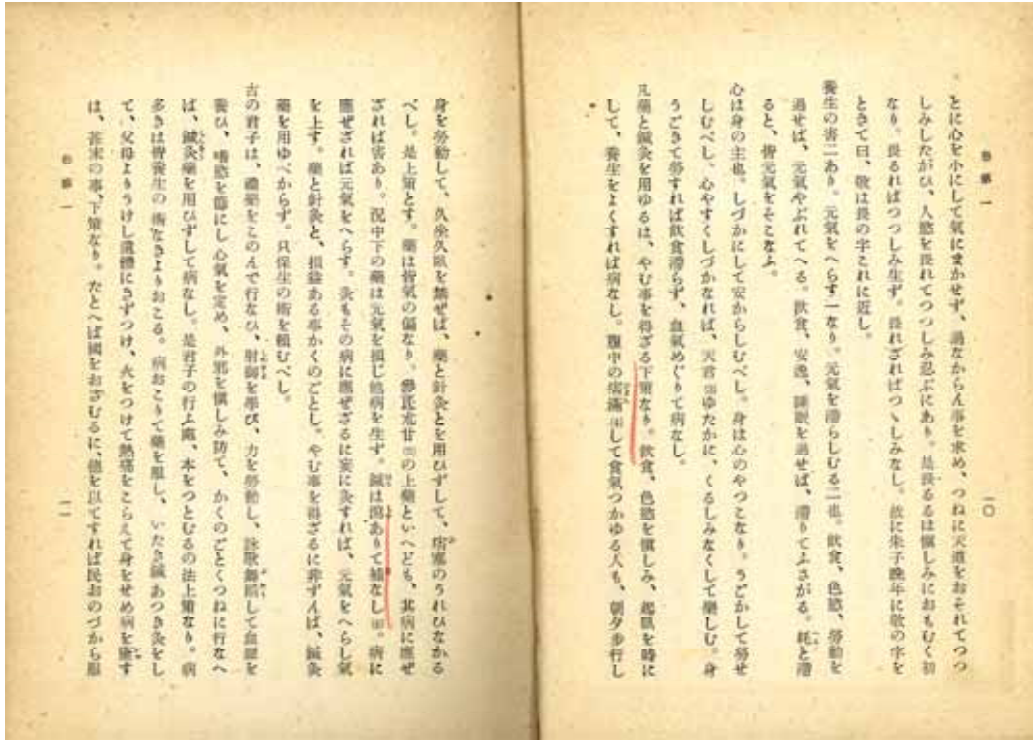 卷第一
一〇
とに心を小にして氣にまかせず、過なからん事を求め、つねに天道をおそれてつつ
しみしたがひ、人慾を畏れてつつしみ忍ぶにあり。是畏るるは愼しみにおもむく初
なり。畏るればつつしみ生ず。畏れざればつゝしみなし。故に朱子晩年に敬の字を
ときて曰、敬は畏の字これに近し。
養生の害二あり。元氣をへらす一なり。元氣を滯らしむる二也。飮食、色慾、勞動を
過せば、元氣やぶれてへる。飮食、安逸、睡眠を過せば、滯りてふさがる。耗と滯
ると、皆元氣をそこなふ。
心は身の主也。しづかにして安からしむべし。身は心のやつこなり。うごかして勞せ
しむべし。心やすくしづかなれば、天君ゆたかに、くるしみなくして樂しむ。身
うごきて勞すれば飮食滯らず、血氣めぐりて病なし。
凡藥と鍼灸を用ゆるは、やむ事を得ざる下策なり。飮食、色慾を愼しみ、起臥を時に
して、養生をよくすれば病なし。腹中の痞滿して食氣つかゆる人も、朝夕歩行し
身を勞動して、久坐久臥を禁ぜば、藥と針灸とを用ひずして、痞塞のうれひなかる
べし。是上策とす。藥は皆氣の偏なり。參芪朮甘の上藥といへども、其病に應ぜ
ざれば害あり。況中下の藥は元氣を損じ他病を生ず。鍼は瀉ありて補なし。病に
應ぜざれば元氣をへらす。灸もその病に應ぜざるに妄に灸すれば、元氣をへらし氣
を上す。藥と針灸と、損益ある事かくのごとし。やむ事を得ざるに非ずんば、鍼灸
藥を用ゆべからず。只保生の術を頼むべし。
古の君子は、禮樂をこのんで行なひ、射御を學び、力を勞動し、詠歌舞蹈して血脈を
養ひ、嗜慾を節にし心氣を定め、外邪を愼しみ防て、かくのごとくつねに行なへ
ば、鍼灸藥を用ひずして病なし。是君子の行ふ處、本をつとむるの法上策なり。病
多きは皆養生の術なきよりおこる。病おこりて藥を服し、いたき鍼あつき灸をし
て、父母よりうけし遺體にきずつけ、火をつけて熱痛をこらえて身をせめ病を療す
は、甚末の事、下策なり。たとへば國をおさむるに、德を以てすれば民おのづから服
卷第一
一一